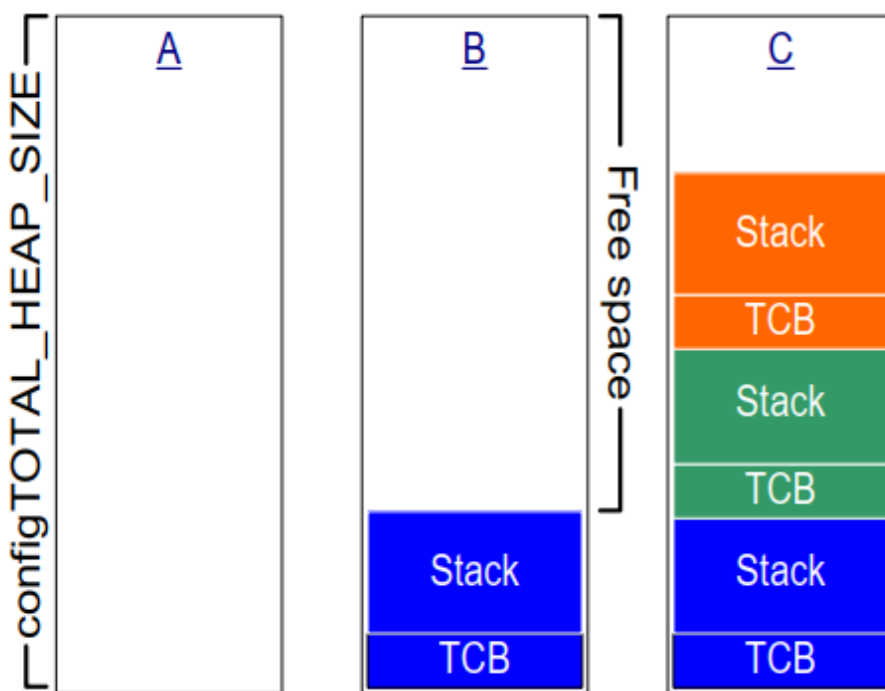 configTOTAL_HEAP_SIZE
A
B
Free space
C
Stack
TCB
Stack
TCB
Stack
TCB
Stack
TCB